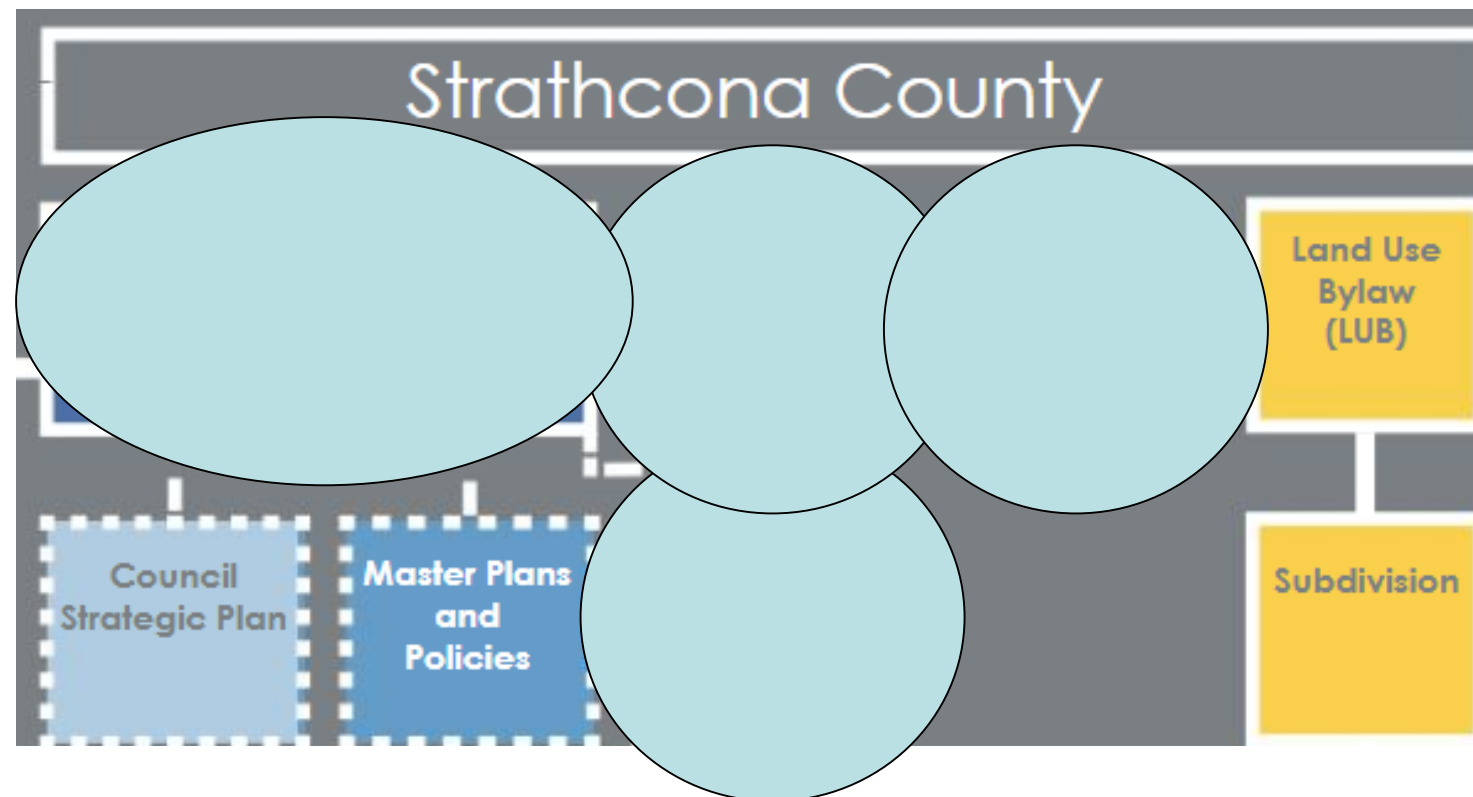 Strathcona County
Land Use
Bylaw
(LUB)
Council
Strategic Plan
Master Plans
and
Policies
Subdivision